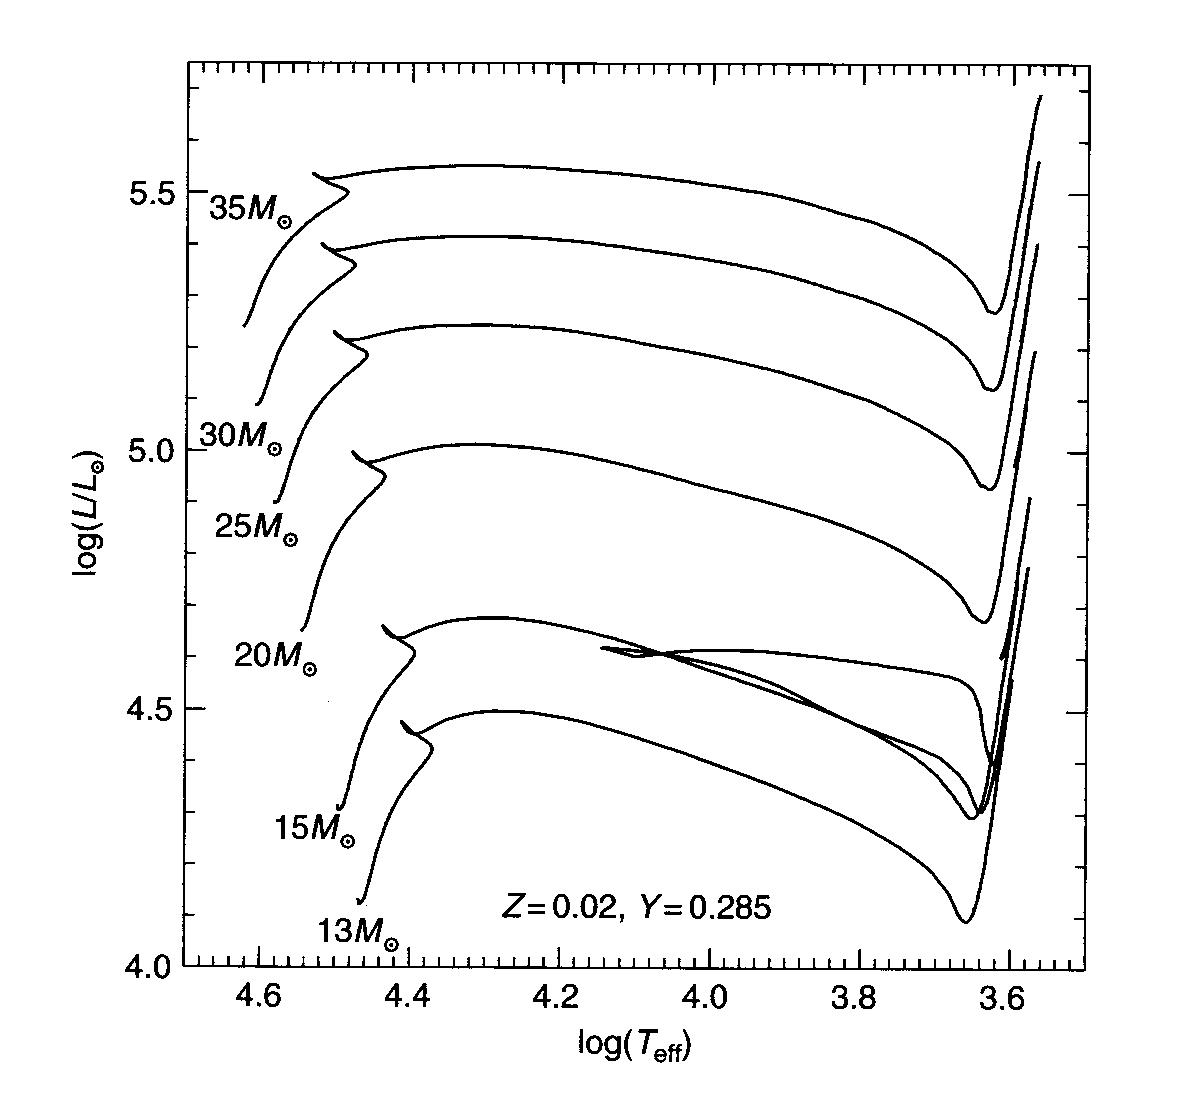 5.5
35M⊙
30M⊙
5.0
log(L/L⊙)
25M⊙
20M⊙
4.5
15M⊙
Z=0.02, Y=0.285
13M⊙
4.0
4.6 4.4 4.2 4.0 3.8 3.6
log(Teff)